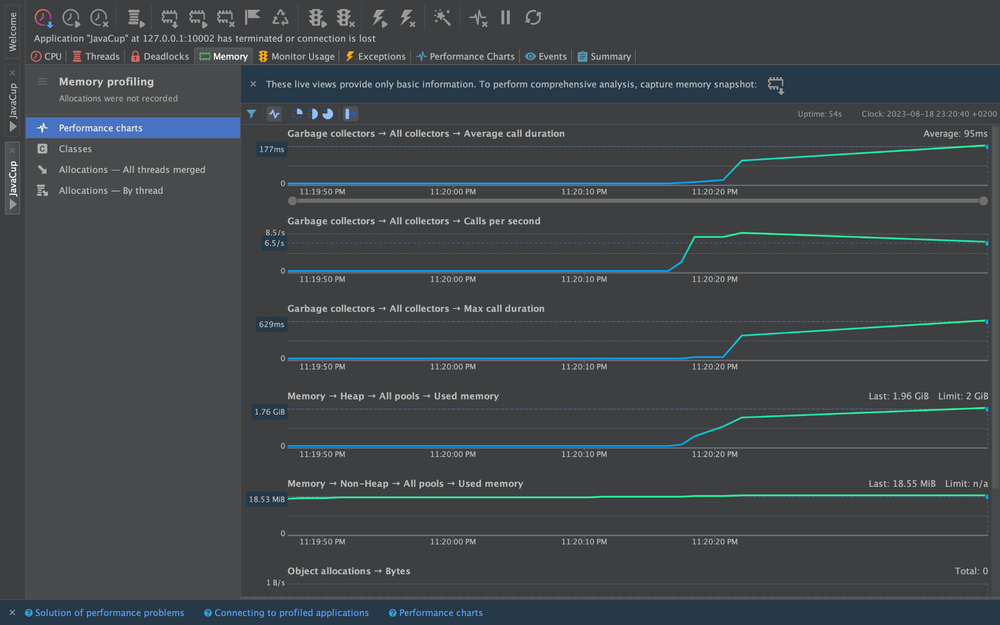 Welcome
JavaCup
JavaCup
Application "JavaCup" at 127.0.0.1:10002 has terminated or connection is lost
CPU Threads Deadlocks Memory Monitor Usage Exceptions Performance Charts Events Summary
Memory profiling
Allocations were not recorded
Performance charts
C Classes
Allocations — All threads merged
Allocations — By thread
These live views provide only basic information. To perform comprehensive analysis, capture memory snapshot:
Uptime: 54s Clock: 2023-08-18 23:20:40 +0200
Garbage collectors → All collectors → Average call duration Average: 95ms
177ms
0
11:19:50 PM 11:20:00 PM 11:20:10 PM 11:20:20 PM
Garbage collectors → All collectors → Calls per second
8.5/s
6.5/s
0
11:19:50 PM 11:20:00 PM 11:20:10 PM 11:20:20 PM
Garbage collectors → All collectors → Max call duration
629ms
0
11:19:50 PM 11:20:00 PM 11:20:10 PM 11:20:20 PM
Memory → Heap → All pools → Used memory Last: 1.96 GiB Limit: 2 GiB
1.76 GiB
0
11:19:50 PM 11:20:00 PM 11:20:10 PM 11:20:20 PM
Memory → Non-Heap → All pools → Used memory Last: 18.55 MiB Limit: n/a
18.53 MiB
0
11:19:50 PM 11:20:00 PM 11:20:10 PM 11:20:20 PM
Object allocations → Bytes Total: 0
1 B/s
? Solution of performance problems ? Connecting to profiled applications ? Performance charts